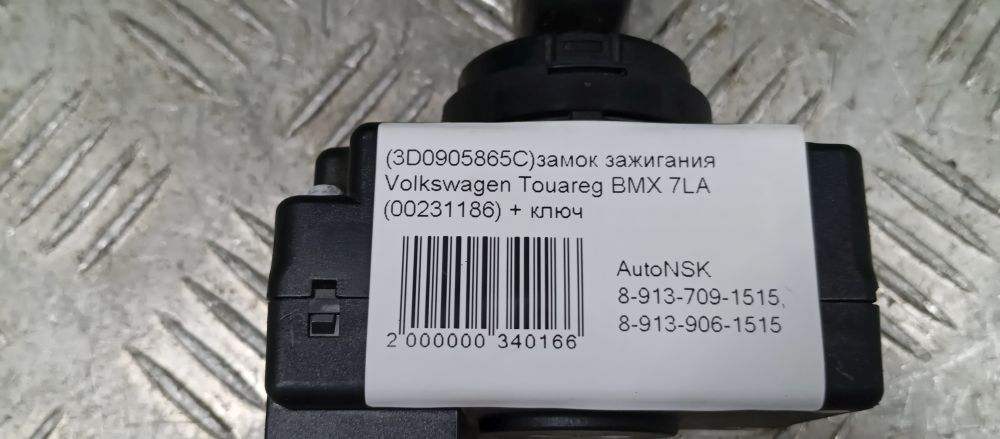 (3D0905865C)замок зажигания
Volkswagen Touareg BMX 7LA
(00231186) + ключ
AutoNSK
8-913-709-1515,
8-913-906-1515
2 000000 340166